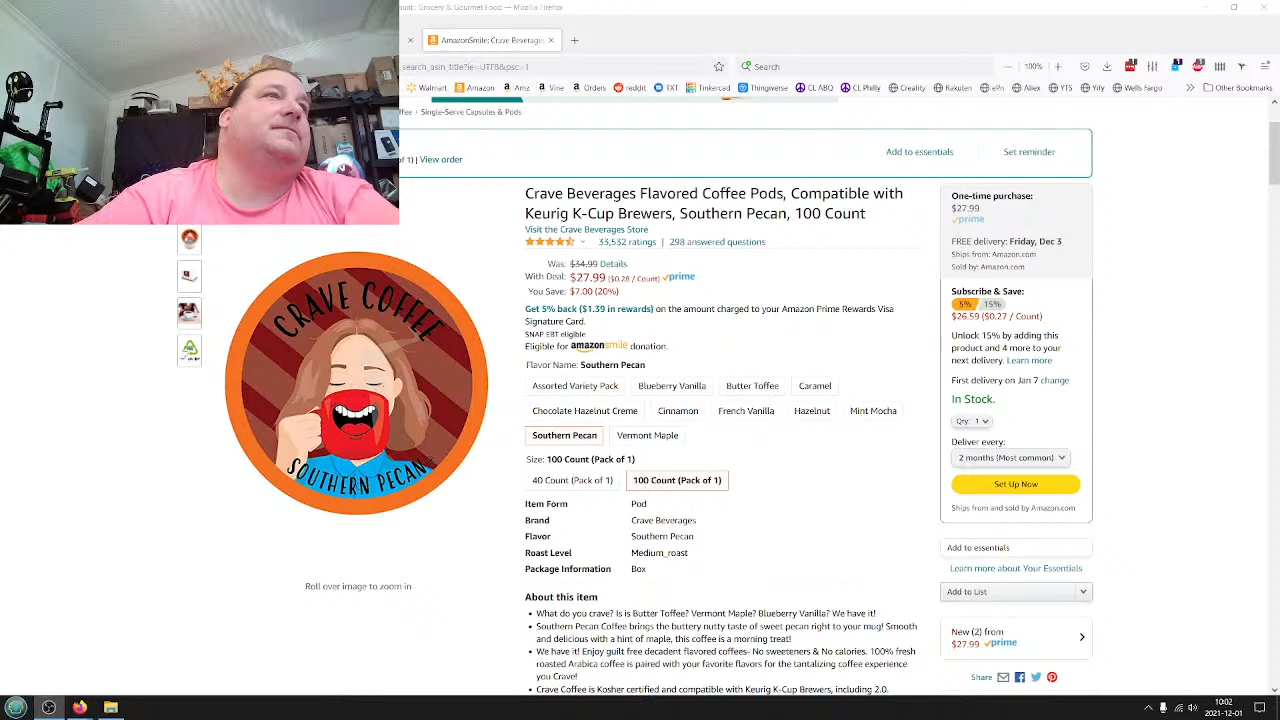 ount : Grocery & Gourmet Food — Mozilla Firefox
AmazonSmile: Crave Beverages
search_asin_title?ie=UTF8&psc=1
Search
100%
Walmart
Amazon
Amz
Vine
Orders
reddit
TXT
Tinkercad
Thingiverse
CL ABQ
CL Philly
Creality
Rakuten
ePn
Aliex
YTS
Yify
Wells Fargo
Other Bookmarks
ffee › Single-Serve Capsules & Pods
of 1) | View order
Add to essentials
Set reminder
Crave Beverages Flavored Coffee Pods, Compatible with
Keurig K-Cup Brewers, Southern Pecan, 100 Count
Visit the Crave Beverages Store
33,532 ratings | 298 answered questions
Was: $34.99 Details
With Deal: $27.99 ($0.28 / Count) prime
You Save: $7.00 (20%)
Get 5% back ($1.39 in rewards) on the amount charged to your Amazon Prime Rewards Visa
Signature Card.
SNAP EBT eligible
Eligible for amazonsmile donation.
Flavor Name: Southern Pecan
Assorted Variety Pack
Blueberry Vanilla
Butter Toffee
Caramel
Chocolate Hazelnut Creme
Cinnamon
French Vanilla
Hazelnut
Mint Mocha
Southern Pecan
Vermont Maple
Size: 100 Count (Pack of 1)
40 Count (Pack of 1)
100 Count (Pack of 1)
Item Form Pod
Brand Crave Beverages
Flavor Southern Pecan
Roast Level Medium_roast
Package Information Box
About this item
• What do you crave? Is is Butter Toffee? Vermont Maple? Blueberry Vanilla? We have it!
• Southern Pecan Coffee brings the buttery nutty taste of sweet pecan right to your mug! Smooth
and delicious with a hint of maple, this coffee is a morning treat!
• We have it! Enjoy guilt free decadent flavored coffees- No sweeteners & No calories. 100% fresh
roasted Arabica coffee is paired with your favorite flavors for the tantalizing coffee experience
you Crave!
• Crave Coffee is Kosher certified and compatible with Keurig K-Cup Brewers, including 2.0.
CRAVE COFFEE
SOUTHERN PECAN
Roll over image to zoom in
One-time purchase:
$27.99
prime
FREE delivery: Friday, Dec 3
Ships from: Amazon.com
Sold by: Amazon.com
Subscribe & Save:
5% 15%
$26.59 ($0.27 / Count)
Unlock 15% by adding this
product and 4 more to your
next delivery. Learn more
First delivery on Jan 7 change
In Stock.
Qty: 1
Deliver every:
2 months (Most common)
Set Up Now
Ships from and sold by Amazon.com
Add to essentials
Learn more about Your Essentials
Add to List
New (2) from
$27.99 prime
Share
10:02
2021-12-01